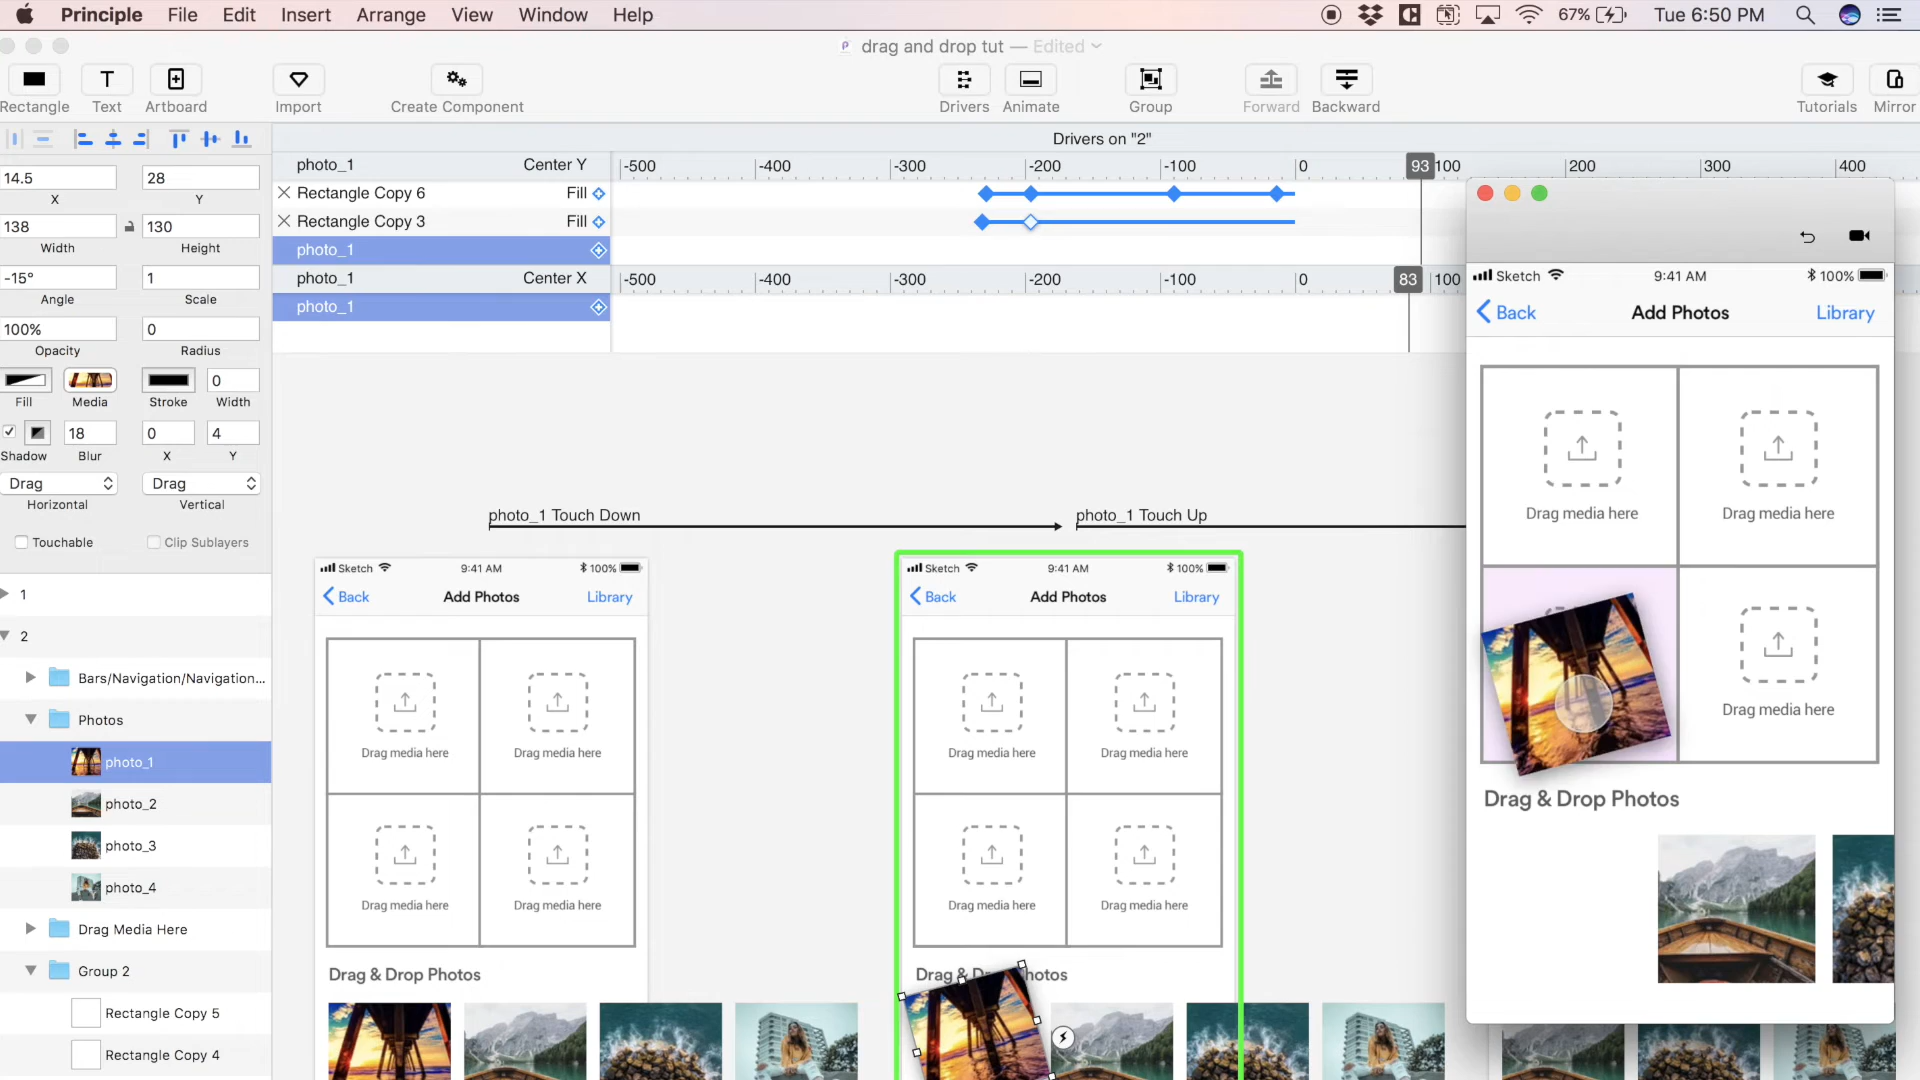 Principle File Edit Insert Arrange View Window Help 67% Tue 6:50 PM
drag and drop tut — Edited
Rectangle Text Artboard Import Create Component Drivers Animate Group Forward Backward Tutorials Mirror
Drivers on "2"
photo_1 Center Y -500 -400 -300 -200 -100 0 93 100 200 300 400
Rectangle Copy 6 Fill
Rectangle Copy 3 Fill
photo_1
photo_1 Center X -500 -400 -300 -200 -100 0 83 100
photo_1
14.5 28
X Y
138 130
Width Height
-15° 1
Angle Scale
100% 0
Opacity Radius
0
Fill Media Stroke Width
18 0 4
Shadow Blur X Y
Drag Drag
Horizontal Vertical
Touchable Clip Sublayers
1
2
Bars/Navigation/Navigation...
Photos
photo_1
photo_2
photo_3
photo_4
Drag Media Here
Group 2
Rectangle Copy 5
Rectangle Copy 4
photo_1 Touch Down
photo_1 Touch Up
Sketch 9:41 AM 100%
Back Add Photos Library
Drag media here Drag media here
Drag media here Drag media here
Drag & Drop Photos
Sketch 9:41 AM 100%
Back Add Photos Library
Drag media here Drag media here
Drag media here Drag media here
Drag & D hotos
Sketch 9:41 AM 100%
Back Add Photos Library
Drag media here Drag media here
Drag media here
Drag & Drop Photos